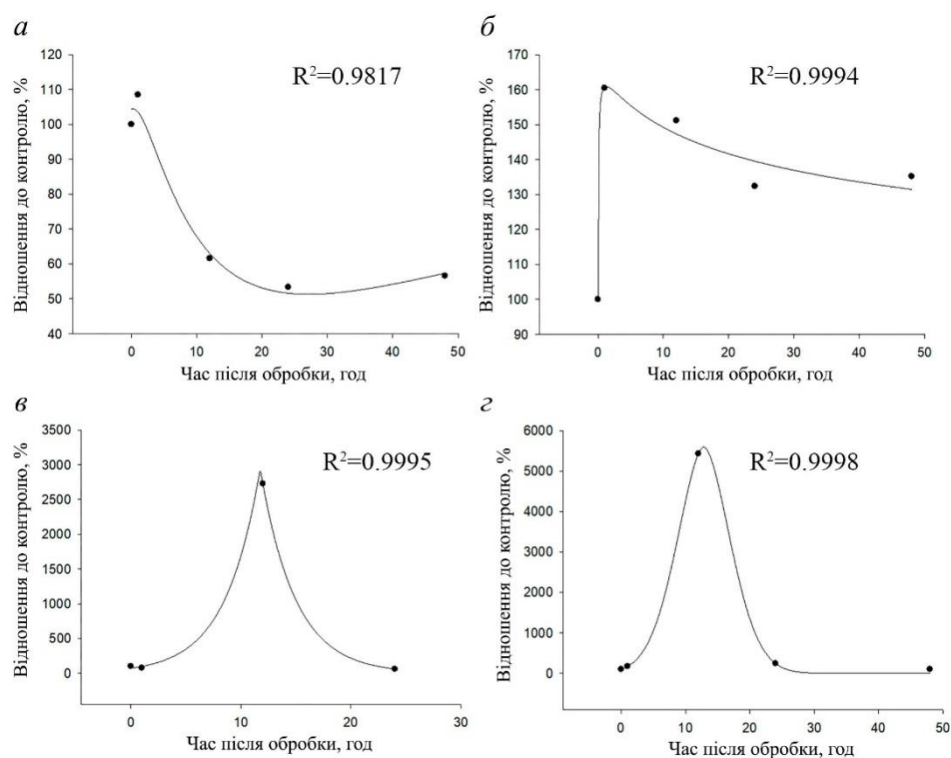 а
R²=0.9817
Відношення до контролю, %
120
110
100
90
80
70
60
50
40
0 10 20 30 40 50
Час після обробки, год
б
R²=0.9994
Відношення до контролю, %
170
160
150
140
130
120
110
100
90
0 10 20 30 40 50
Час після обробки, год
в
R²=0.9995
Відношення до контролю, %
3500
3000
2500
2000
1500
1000
500
0
0 10 20 30
Час після обробки, год
г
R²=0.9998
Відношення до контролю, %
6000
5000
4000
3000
2000
1000
0
0 10 20 30 40 50
Час після обробки, год